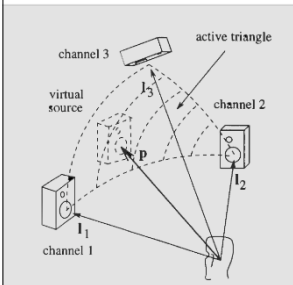 channel 3
active triangle
l3
channel 2
virtual
source
p
l2
l1
channel 1